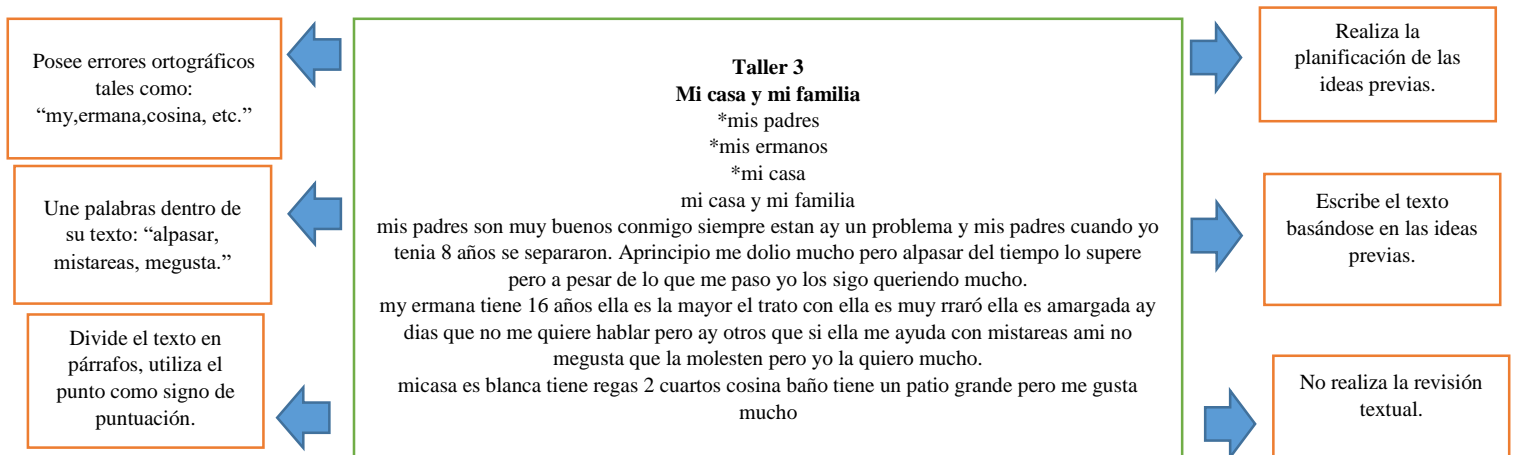 Posee errores ortográficos
tales como:
“my,ermana,cosina, etc.”
Une palabras dentro de
su texto: “alpasar,
mistareas, megusta.”
Divide el texto en
párrafos, utiliza el
punto como signo de
puntuación.
Taller 3
Mi casa y mi familia
*mis padres
*mis ermanos
*mi casa
mi casa y mi familia
mis padres son muy buenos conmigo siempre estan ay un problema y mis padres cuando yo
tenia 8 años se separaron. Aprincipio me dolio mucho pero alpasar del tiempo lo supere
pero a pesar de lo que me paso yo los sigo queriendo mucho.
my ermana tiene 16 años ella es la mayor el trato con ella es muy rraró ella es amargada ay
dias que no me quiere hablar pero ay otros que si ella me ayuda con mistareas ami no
megusta que la molesten pero yo la quiero mucho.
micasa es blanca tiene regas 2 cuartos cosina baño tiene un patio grande pero me gusta
mucho
Realiza la
planificación de las
ideas previas.
Escribe el texto
basándose en las ideas
previas.
No realiza la revisión
textual.